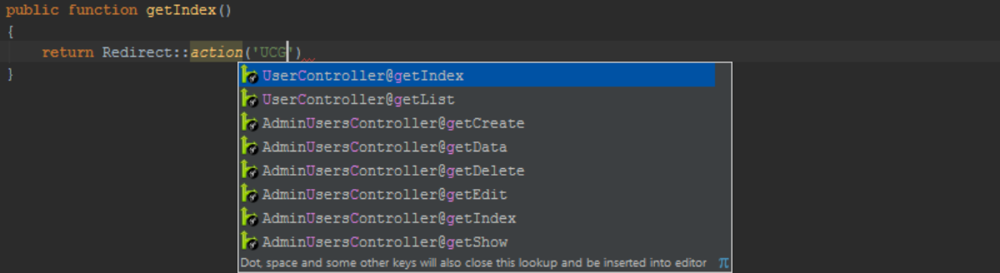 public function getIndex()
{
return Redirect::action('UCG')
}
UserController@getIndex
UserController@getList
AdminUsersController@getCreate
AdminUsersController@getData
AdminUsersController@getDelete
AdminUsersController@getEdit
AdminUsersController@getIndex
AdminUsersController@getShow
Dot, space and some other keys will also close this lookup and be inserted into editor π